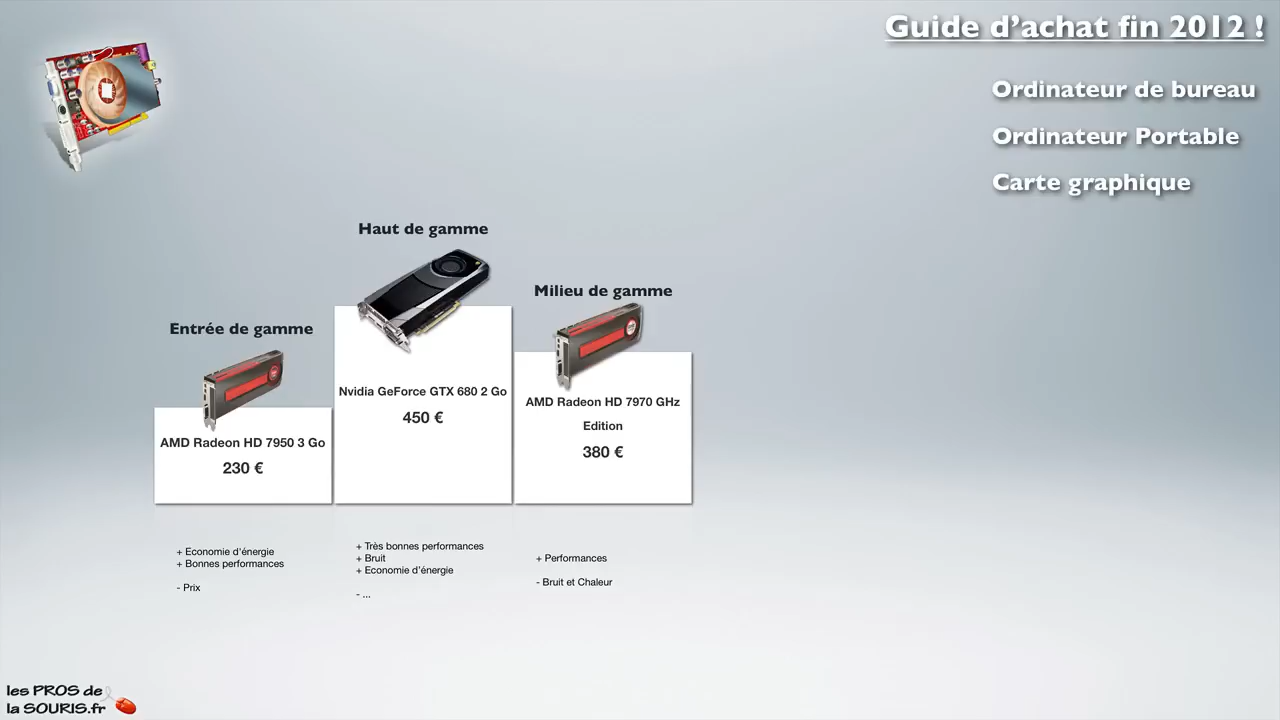 Guide d’achat fin 2012 !
Ordinateur de bureau
Ordinateur Portable
Carte graphique
Haut de gamme
Milieu de gamme
Entrée de gamme
Nvidia GeForce GTX 680 2 Go
450 €
AMD Radeon HD 7970 GHz
Edition
380 €
AMD Radeon HD 7950 3 Go
230 €
+ Economie d'énergie
+ Bonnes performances
- Prix
+ Très bonnes performances
+ Bruit
+ Economie d'énergie
- ...
+ Performances
- Bruit et Chaleur
les PROS de
la SOURIS.fr